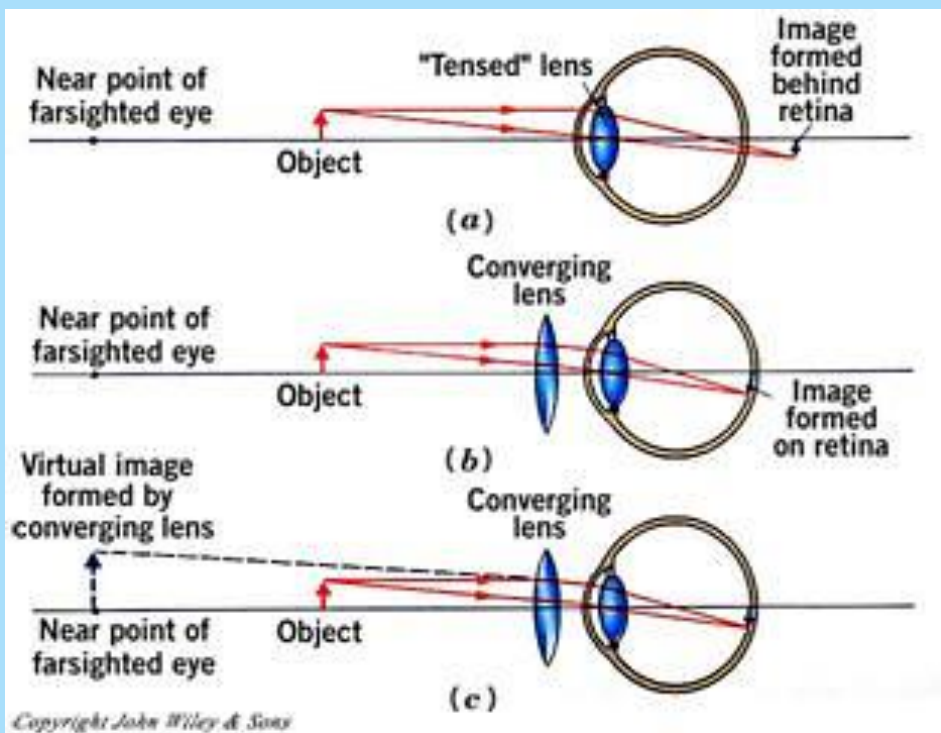 Near point of
farsighted eye
"Tensed" lens
Image
formed
behind
retina
Object
(a)
Converging
lens
Near point of
farsighted eye
Object
Image
formed
on retina
(b)
Virtual image
formed by
converging lens
Converging
lens
Near point of
farsighted eye
Object
(c)
Copyright John Wiley & Sons